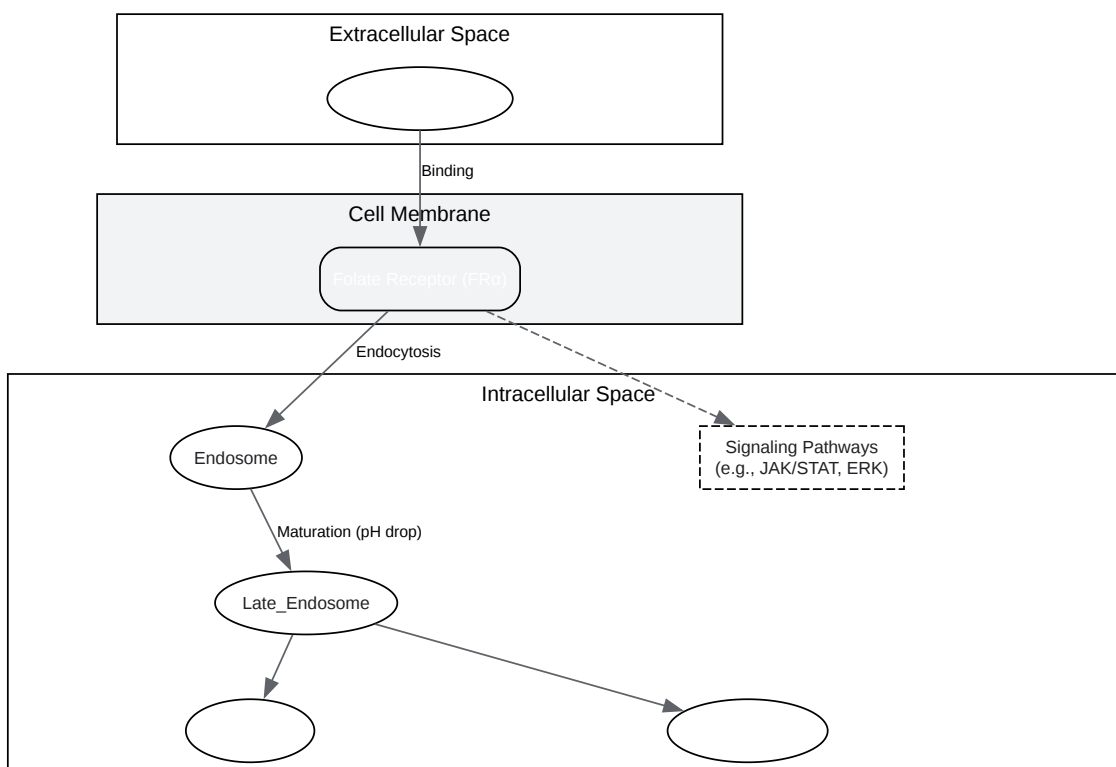 Extracellular Space
Binding
Cell Membrane
Folate Receptor (FRα)
Endocytosis
Intracellular Space
Endosome
Signaling Pathways
(e.g., JAK/STAT, ERK)
Maturation (pH drop)
Late_Endosome